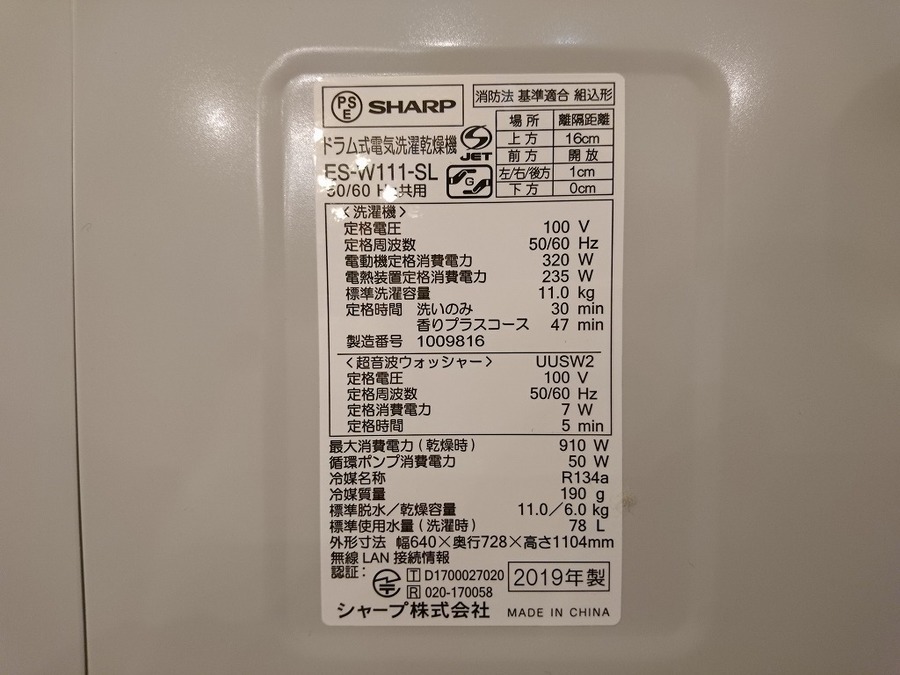 PSE SHARP
ドラム式電気洗濯乾燥機
JET
ES-W111-SL
50/60 Hz共用
G
消防法 基準適合 組込形
場所 離隔距離
上方 16cm
前方 開放
左/右/後方 1cm
下方 0cm
〈洗濯機〉
定格電圧 100 V
定格周波数 50/60 Hz
電動機定格消費電力 320 W
電熱装置定格消費電力 235 W
標準洗濯容量 11.0 kg
定格時間 洗いのみ 30 min
香りプラスコース 47 min
製造番号 1009816
〈超音波ウォッシャー〉 UUSW2
定格電圧 100 V
定格周波数 50/60 Hz
定格消費電力 7 W
定格時間 5 min
最大消費電力(乾燥時) 910 W
循環ポンプ消費電力 50 W
冷媒名称 R134a
冷媒質量 190 g
標準脱水/乾燥容量 11.0/6.0 kg
標準使用水量(洗濯時) 78 L
外形寸法 幅640×奥行728×高さ1104mm
無線 LAN 接続情報
認証: T D1700027020
R 020-170058
2019年製
シャープ株式会社 MADE IN CHINA